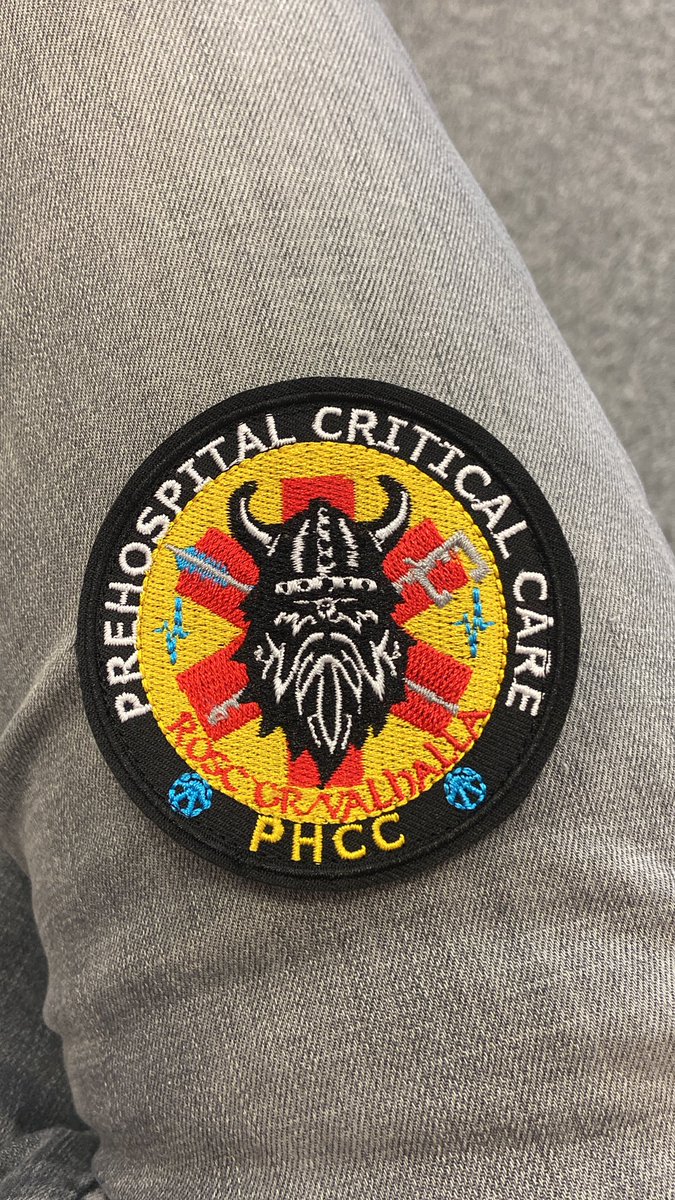 PREHOSPITAL CRITICAL CARE
ROSC OR VALhALLA
PHCC